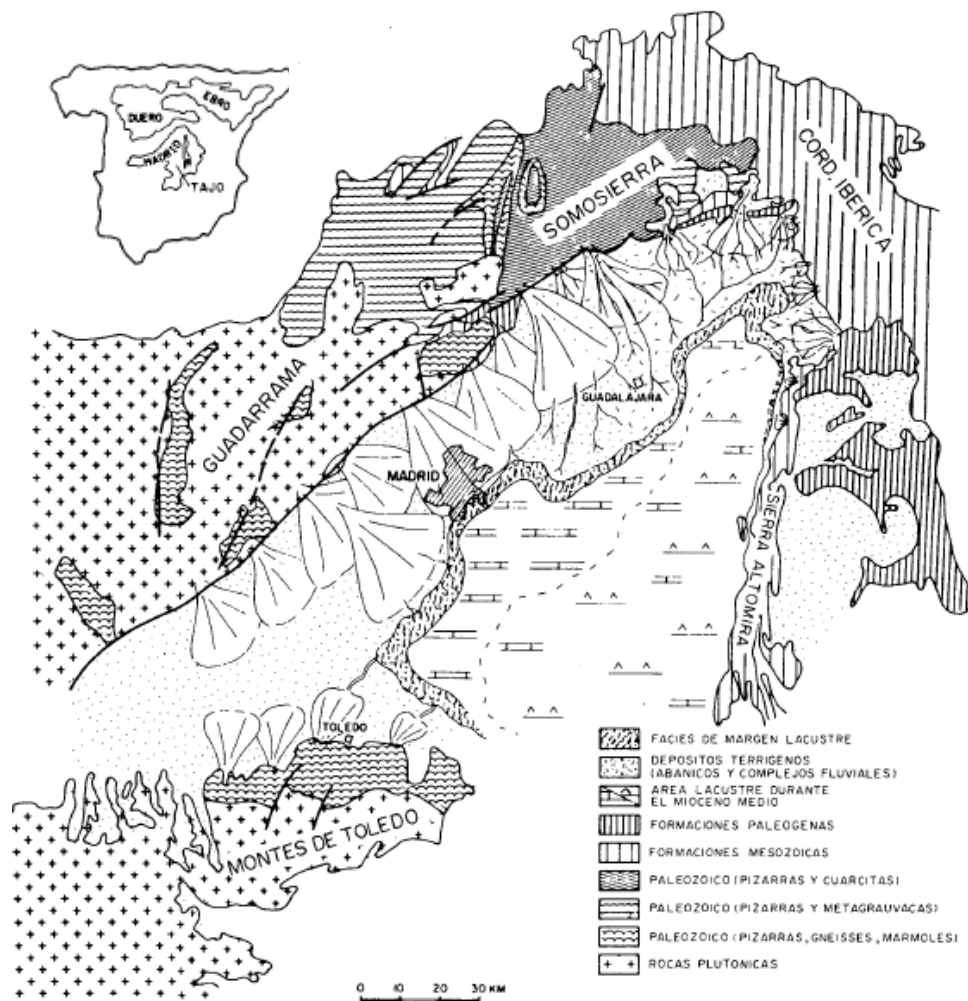 EBRO
DUERO
MADRID
TAJO
SOMOSIERRA
CORD. IBERICA
GUADARRAMA
GUADALAJARA
MADRID
SIERRA ALTOMIRA
TOLEDO
MONTES DE TOLEDO
FACIES DE MARGEN LACUSTRE
DEPOSITOS TERRIGENOS
(ABANICOS Y COMPLEJOS FLUVIALES)
AREA LACUSTRE DURANTE
EL MIOCENO MEDIO
FORMACIONES PALEOGENAS
FORMACIONES MESOZOICAS
PALEOZOICO (PIZARRAS Y CUARCITAS)
PALEOZOICO (PIZARRAS Y METAGRAUVACAS)
PALEOZOICO (PIZARRAS, GNEISSES, MARMOLES)
ROCAS PLUTONICAS
0 10 20 30 KM